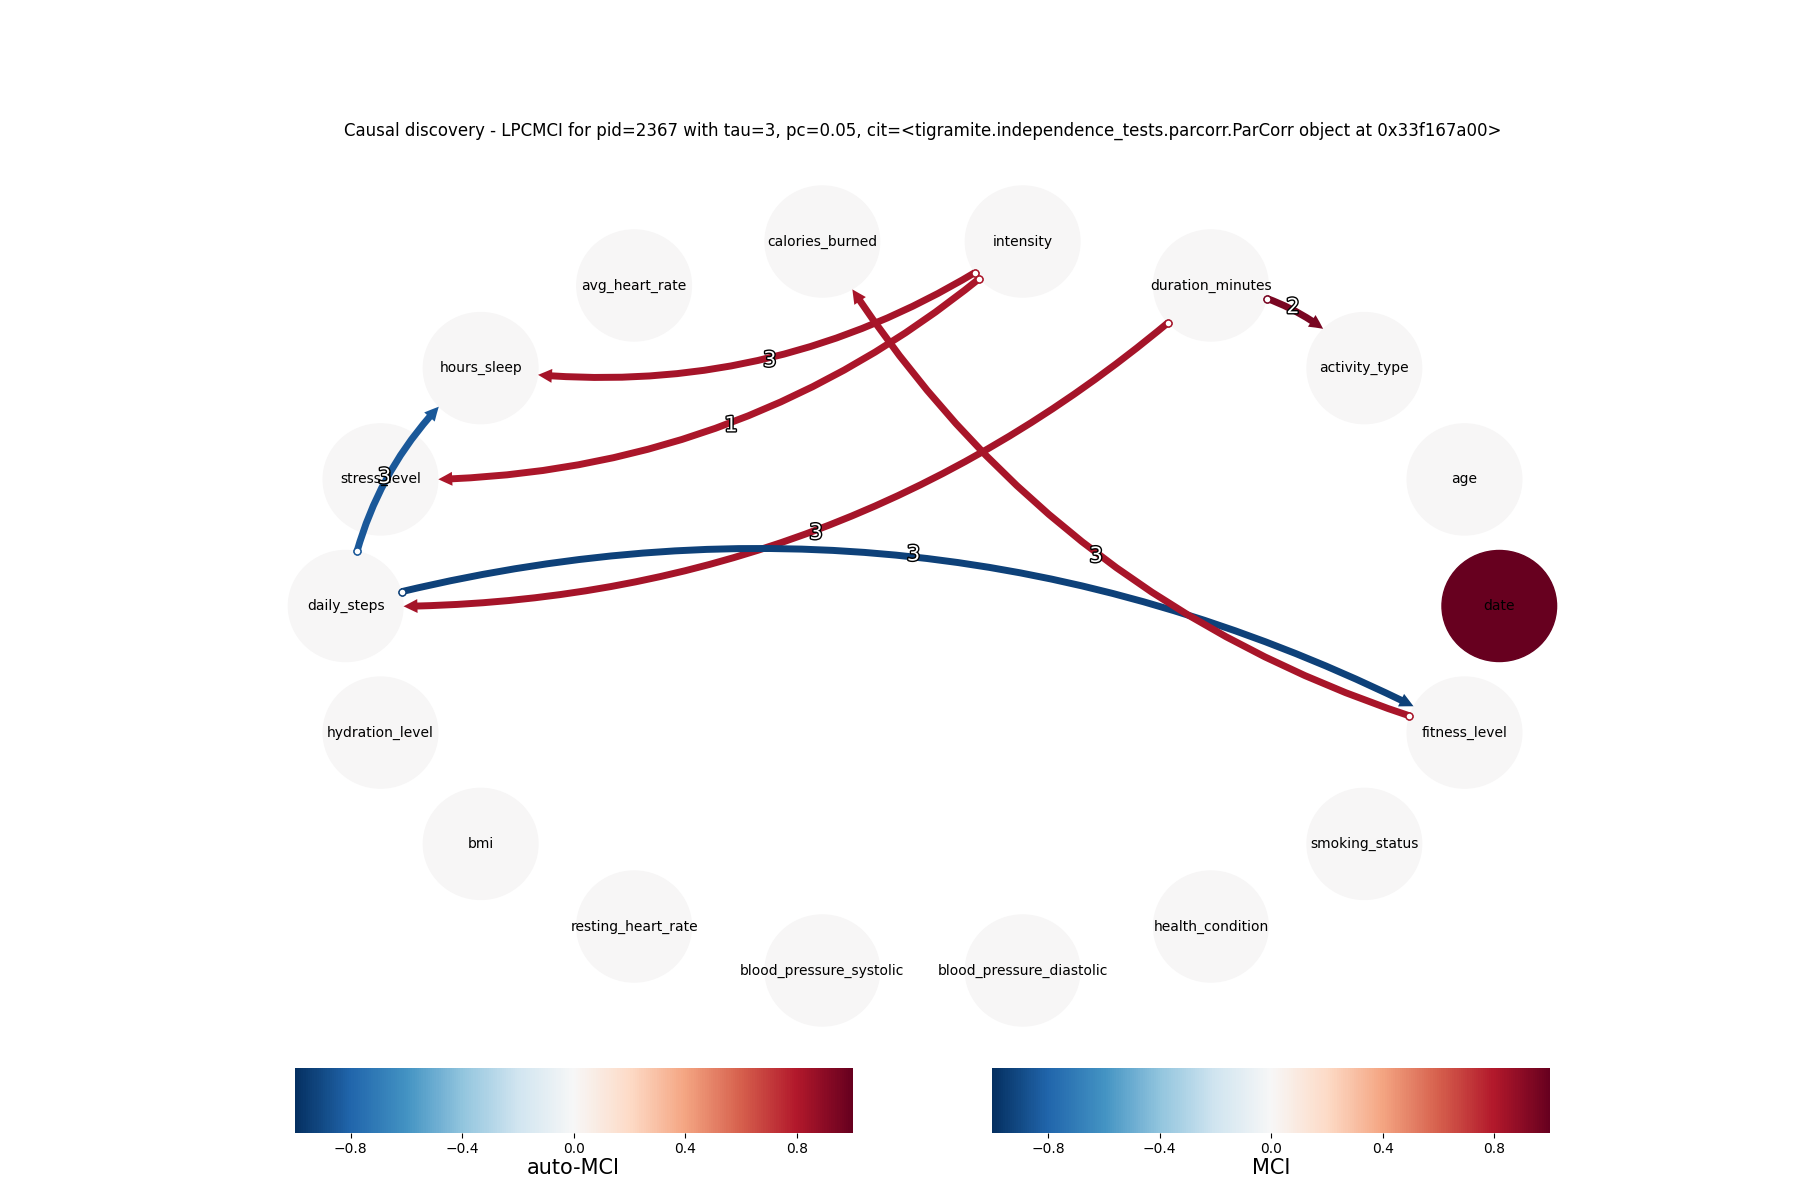 Causal discovery - LPCMCI for pid=2367 with tau=3, pc=0.05, cit=<tigramite.independence_tests.parcorr.ParCorr object at 0x33f167a00>
calories_burned
intensity
avg_heart_rate
duration_minutes
2
3
hours_sleep
activity_type
1
3
stress_level
age
3
3
3
daily_steps
date
hydration_level
fitness_level
bmi
smoking_status
resting_heart_rate
health_condition
blood_pressure_systolic
blood_pressure_diastolic
−0.8 −0.4 0.0 0.4 0.8
auto-MCI
−0.8 −0.4 0.0 0.4 0.8
MCI